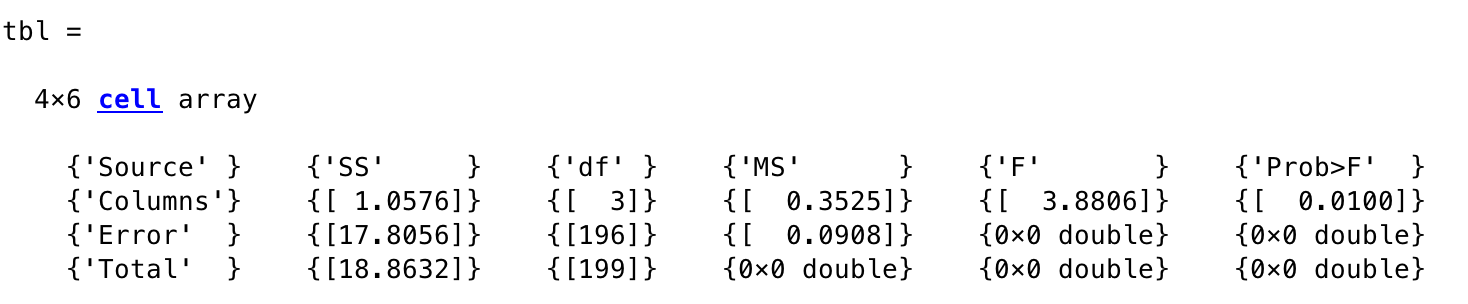 tbl =
4×6 cell array
{'Source' } {'SS' } {'df' } {'MS' } {'F' } {'Prob>F' }
{'Columns'} {[ 1.0576]} {[ 3]} {[ 0.3525]} {[ 3.8806]} {[ 0.0100]}
{'Error' } {[17.8056]} {[196]} {[ 0.0908]} {0×0 double} {0×0 double}
{'Total' } {[18.8632]} {[199]} {0×0 double} {0×0 double} {0×0 double}